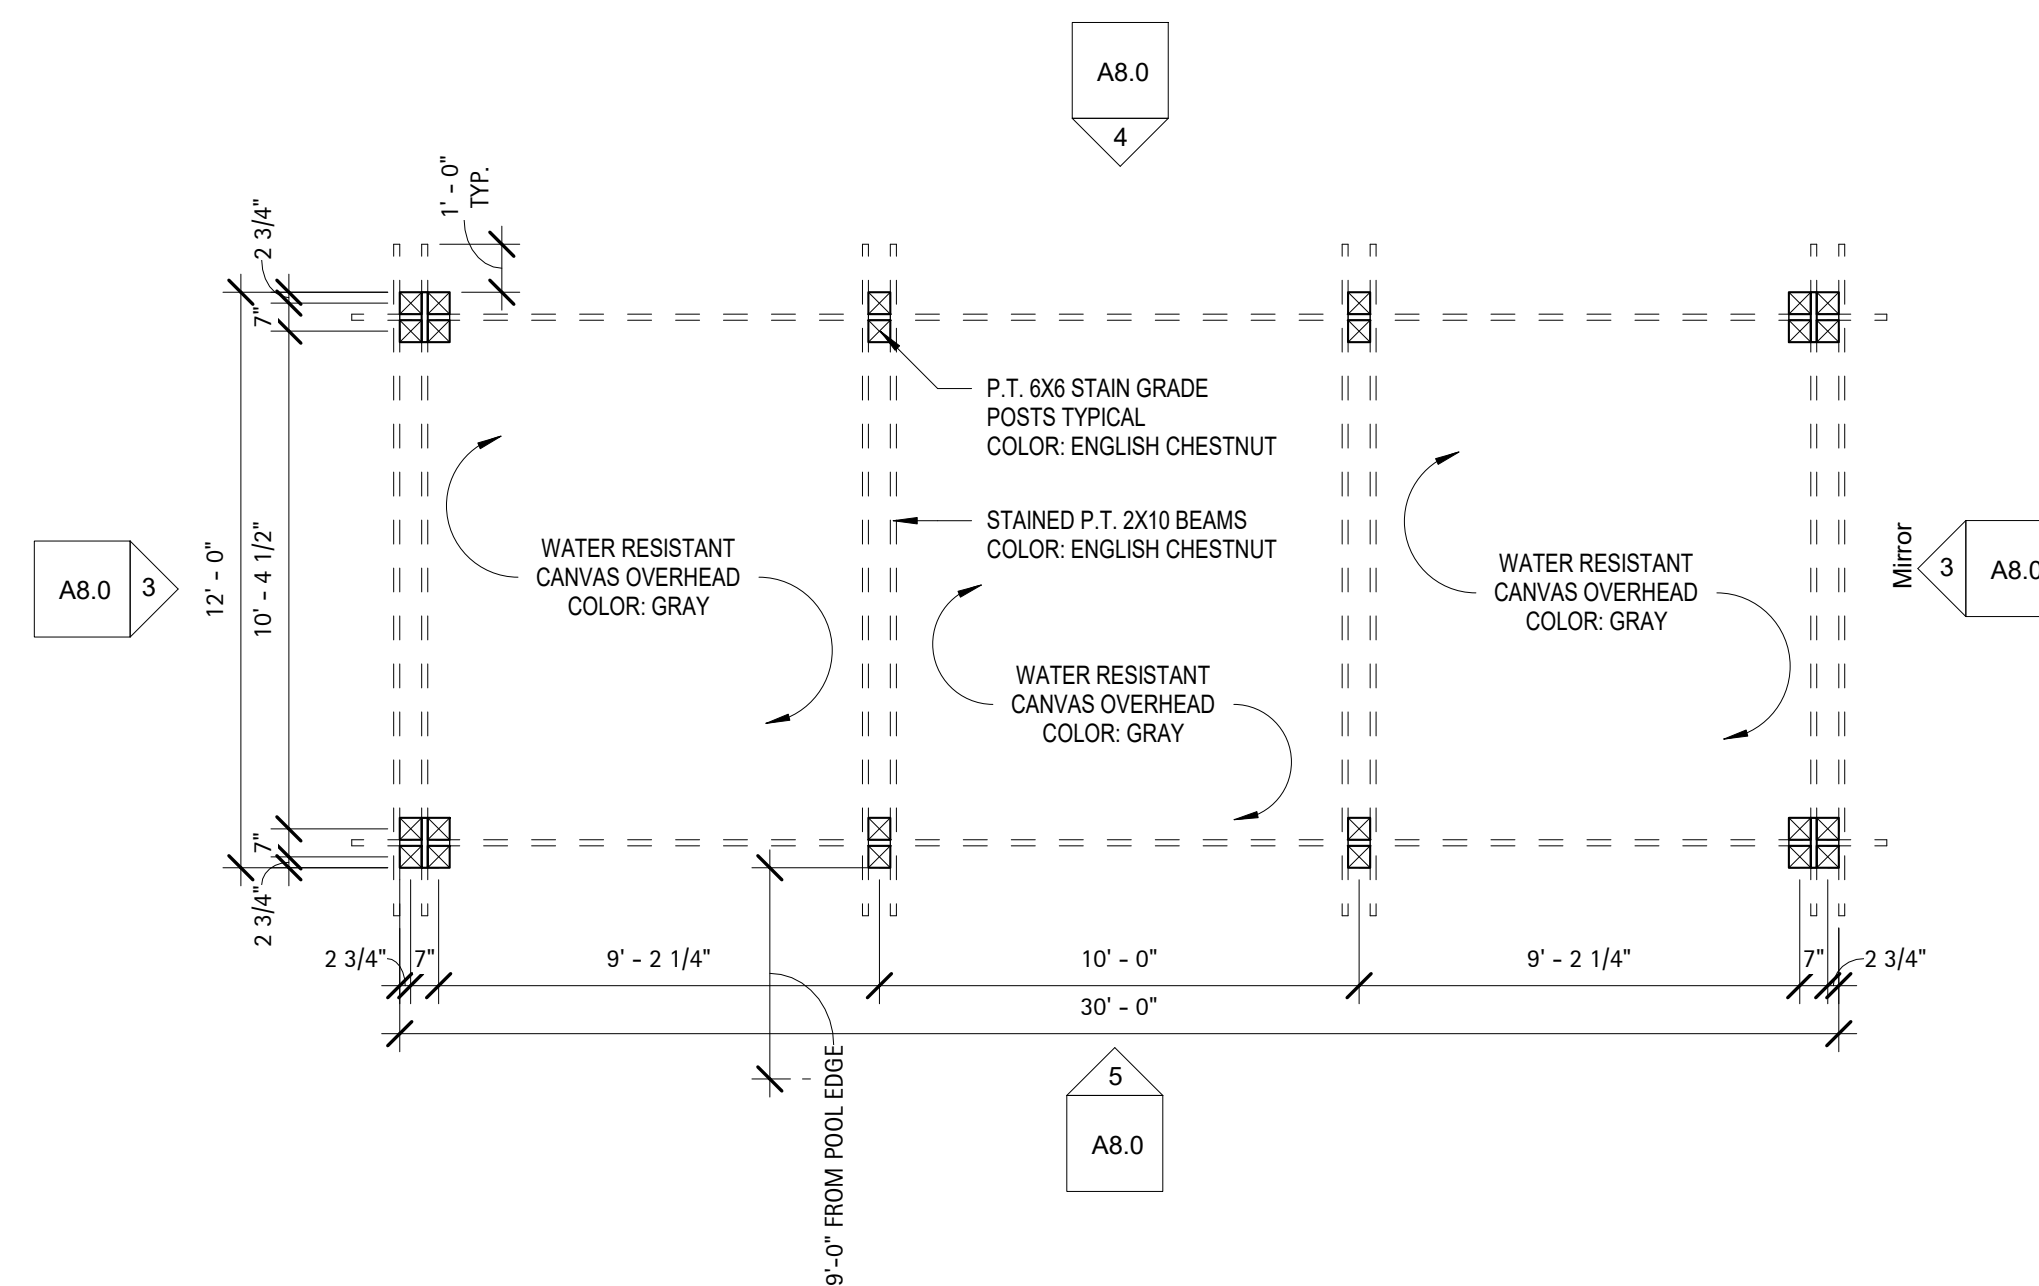 A8.0
4
1' - 0"
TYP.
2 3/4"
7"
12' - 0"
10' - 4 1/2"
7"
2 3/4"
P.T. 6X6 STAIN GRADE
POSTS TYPICAL
COLOR: ENGLISH CHESTNUT
STAINED P.T. 2X10 BEAMS
COLOR: ENGLISH CHESTNUT
WATER RESISTANT
CANVAS OVERHEAD
COLOR: GRAY
WATER RESISTANT
CANVAS OVERHEAD
COLOR: GRAY
WATER RESISTANT
CANVAS OVERHEAD
COLOR: GRAY
A8.0
3
Mirror
3
A8.0
2 3/4"
7"
9' - 2 1/4"
10' - 0"
9' - 2 1/4"
7"
2 3/4"
30' - 0"
9'-0" FROM POOL EDGE
5
A8.0